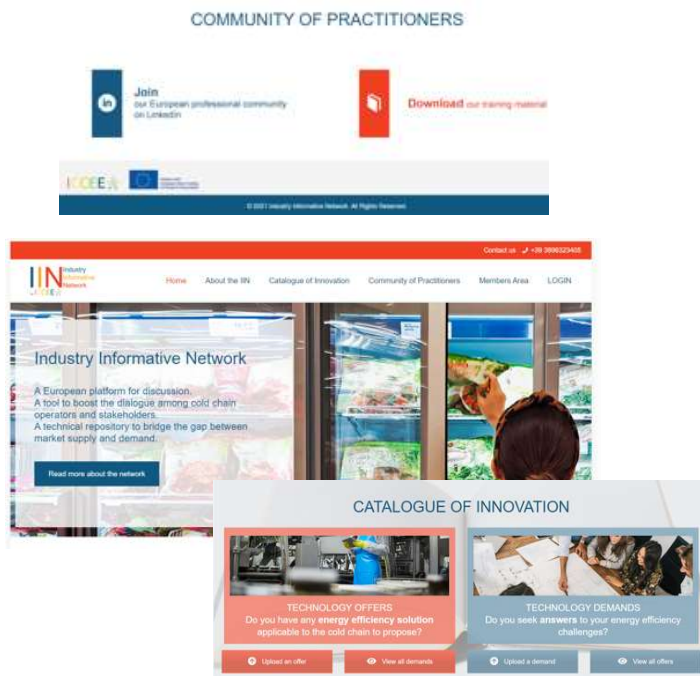 COMMUNITY OF PRACTITIONERS
Join
our European professional community
on LinkedIn
Download our training material
ICCEE
© 2021 Industry Informative Network. All Rights Reserved.
Contact us +39
IIN Industry
Informative
Network
ICCEE
Home About the IIN Catalogue of Innovation Community of Practitioners Members Area LOGIN
Industry Informative Network
A European platform for discussion.
A tool to boost the dialogue among cold chain
operators and stakeholders.
A technical repository to bridge the gap between
market supply and demand.
Read more about the network
CATALOGUE OF INNOVATION
TECHNOLOGY OFFERS
Do you have any energy efficiency solution
applicable to the cold chain to propose?
Upload an offer View all demands
TECHNOLOGY DEMANDS
Do you seek answers to your energy efficiency
challenges?
Upload a demand View all offers